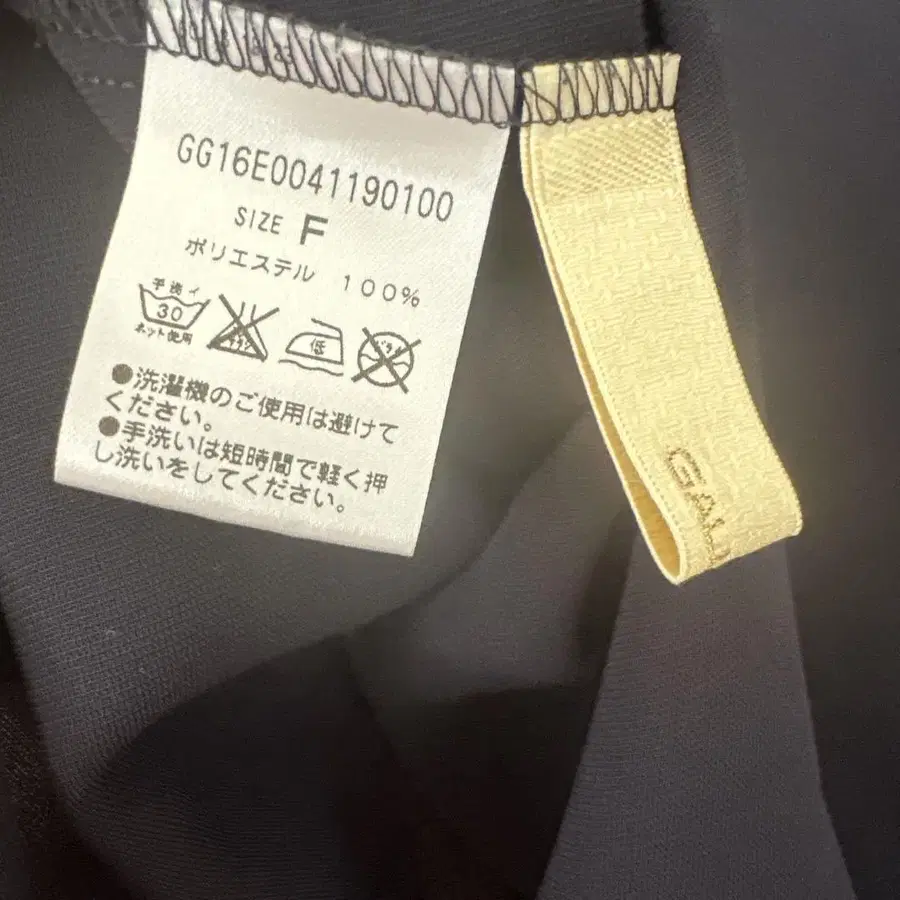 GG16E0041190100
SIZE F
ポリエステル 100%
手洗イ
30
ネット使用
低
●洗濯機のご使用は避けて
ください。
●手洗いは短時間で軽く押
し洗いをしてください。